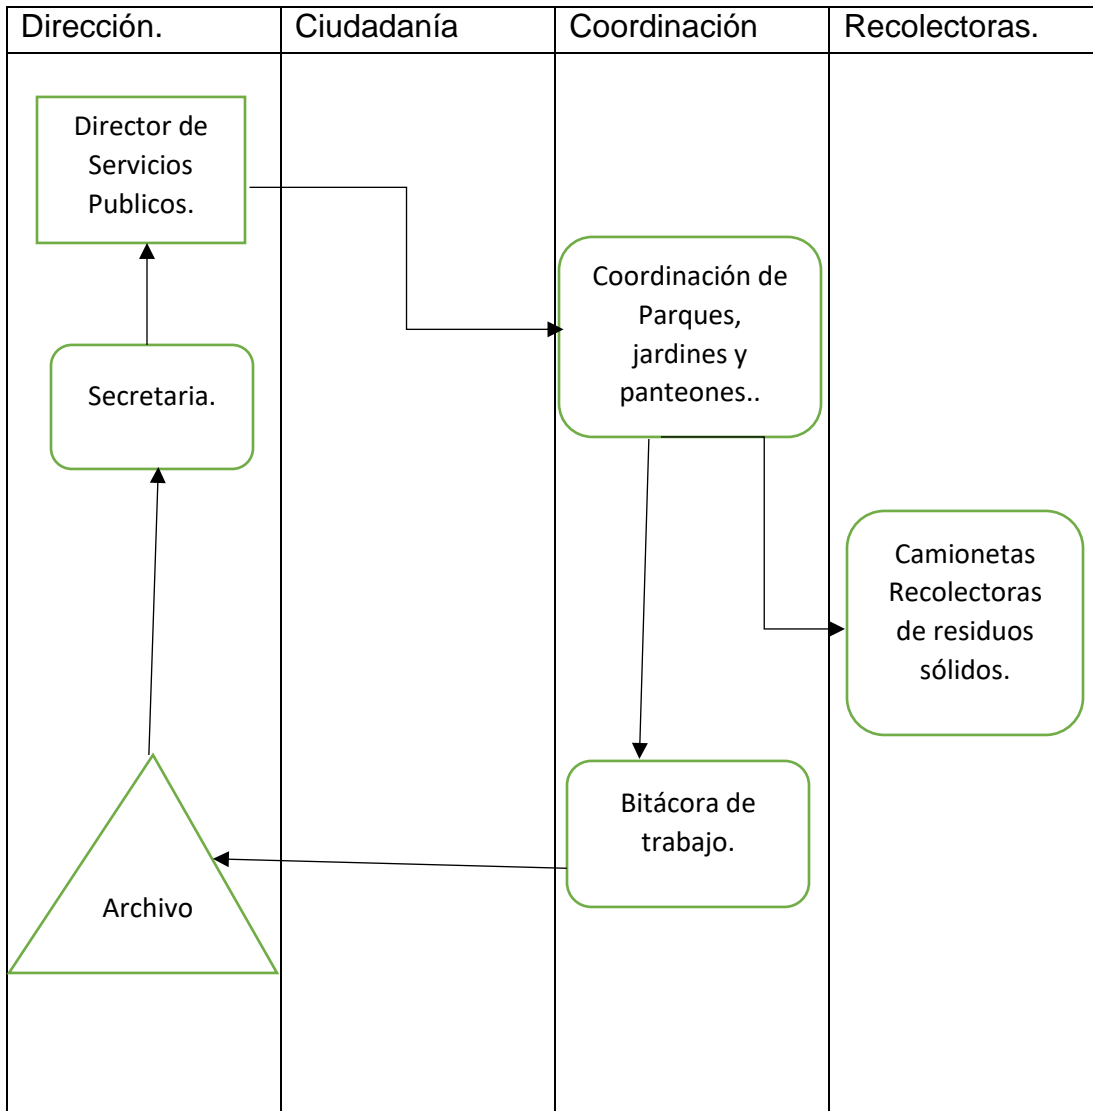 Dirección.
Ciudadanía
Coordinación
Recolectoras.
Director de
Servicios
Publicos.
Coordinación de
Parques,
jardines y
panteones..
Secretaria.
Camionetas
Recolectoras
de residuos
sólidos.
Bitácora de
trabajo.
Archivo